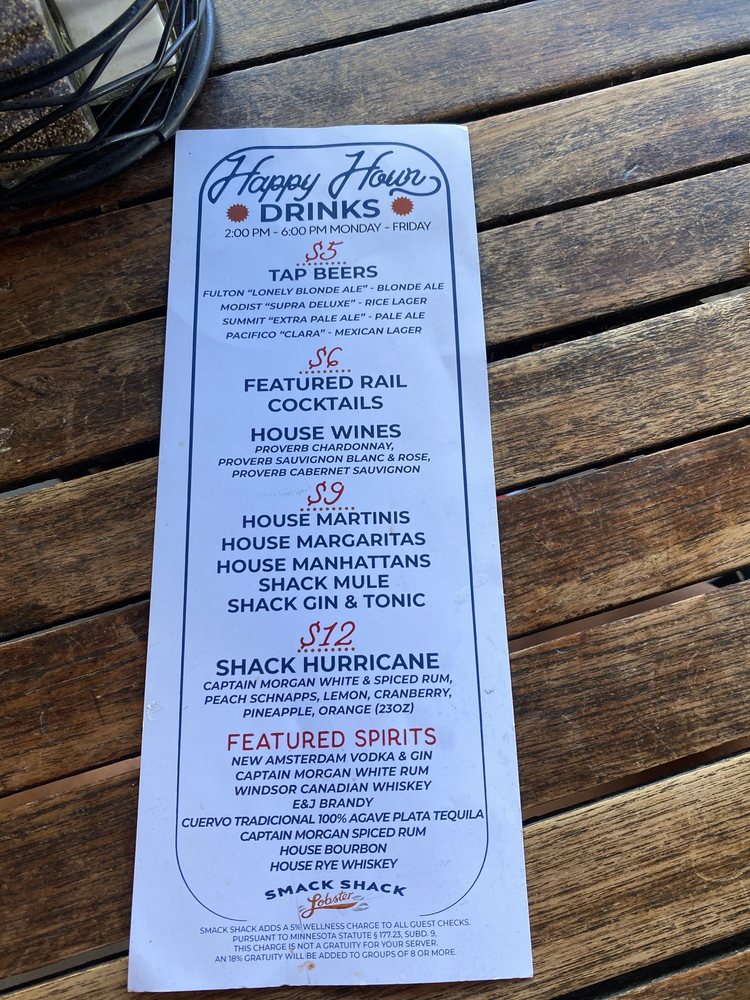 Happy Hour
DRINKS
2:00 PM - 6:00 PM MONDAY - FRIDAY
$5
TAP BEERS
FULTON "LONELY BLONDE ALE" - BLONDE ALE
MODIST "SUPRA DELUXE" - RICE LAGER
SUMMIT "EXTRA PALE ALE" - PALE ALE
PACIFICO "CLARA" - MEXICAN LAGER
$6
FEATURED RAIL
COCKTAILS
HOUSE WINES
PROVERB CHARDONNAY,
PROVERB SAUVIGNON BLANC & ROSE,
PROVERB CABERNET SAUVIGNON
$9
HOUSE MARTINIS
HOUSE MARGARITAS
HOUSE MANHATTANS
SHACK MULE
SHACK GIN & TONIC
$12
SHACK HURRICANE
CAPTAIN MORGAN WHITE & SPICED RUM,
PEACH SCHNAPPS, LEMON, CRANBERRY,
PINEAPPLE, ORANGE (23OZ)
FEATURED SPIRITS
NEW AMSTERDAM VODKA & GIN
CAPTAIN MORGAN WHITE RUM
WINDSOR CANADIAN WHISKEY
E&J BRANDY
CUERVO TRADICIONAL 100% AGAVE PLATA TEQUILA
CAPTAIN MORGAN SPICED RUM
HOUSE BOURBON
HOUSE RYE WHISKEY
SMACK SHACK
Lobster
SMACK SHACK ADDS A 5% WELLNESS CHARGE TO ALL GUEST CHECKS.
PURSUANT TO MINNESOTA STATUTE § 177.23, SUBD. 9,
THIS CHARGE IS NOT A GRATUITY FOR YOUR SERVER.
AN 18% GRATUITY WILL BE ADDED TO GROUPS OF 8 OR MORE.